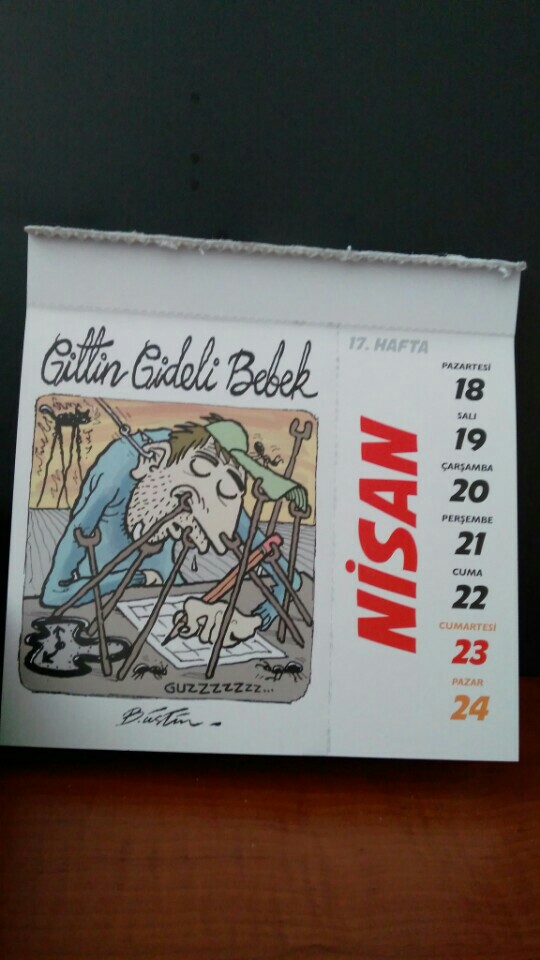 Gittin Gideli Bebek
GUZZZZZZZ...
B.üstün
17. HAFTA
NİSAN
PAZARTESİ
18
SALI
19
ÇARŞAMBA
20
PERŞEMBE
21
CUMA
22
CUMARTESİ
23
PAZAR
24